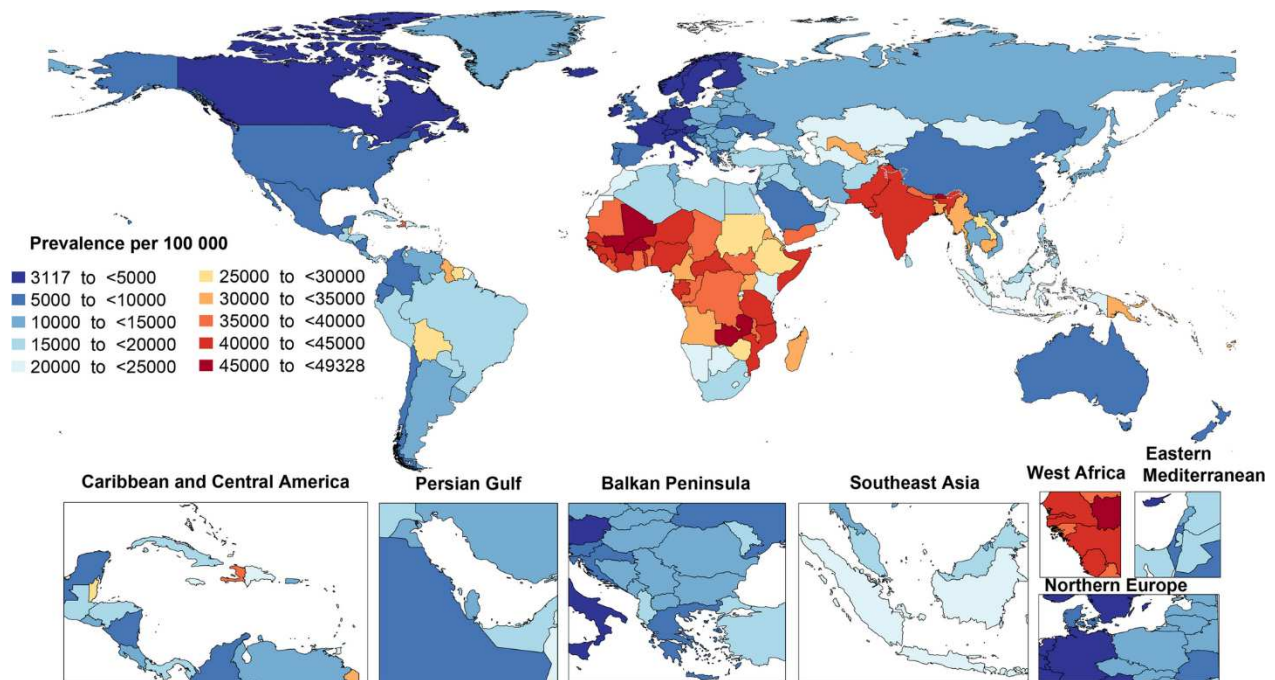 Prevalence per 100 000
3117 to <5000
5000 to <10000
10000 to <15000
15000 to <20000
20000 to <25000
25000 to <30000
30000 to <35000
35000 to <40000
40000 to <45000
45000 to <49328
Caribbean and Central America
Persian Gulf
Balkan Peninsula
Southeast Asia
West Africa
Eastern
Mediterranean
Northern Europe